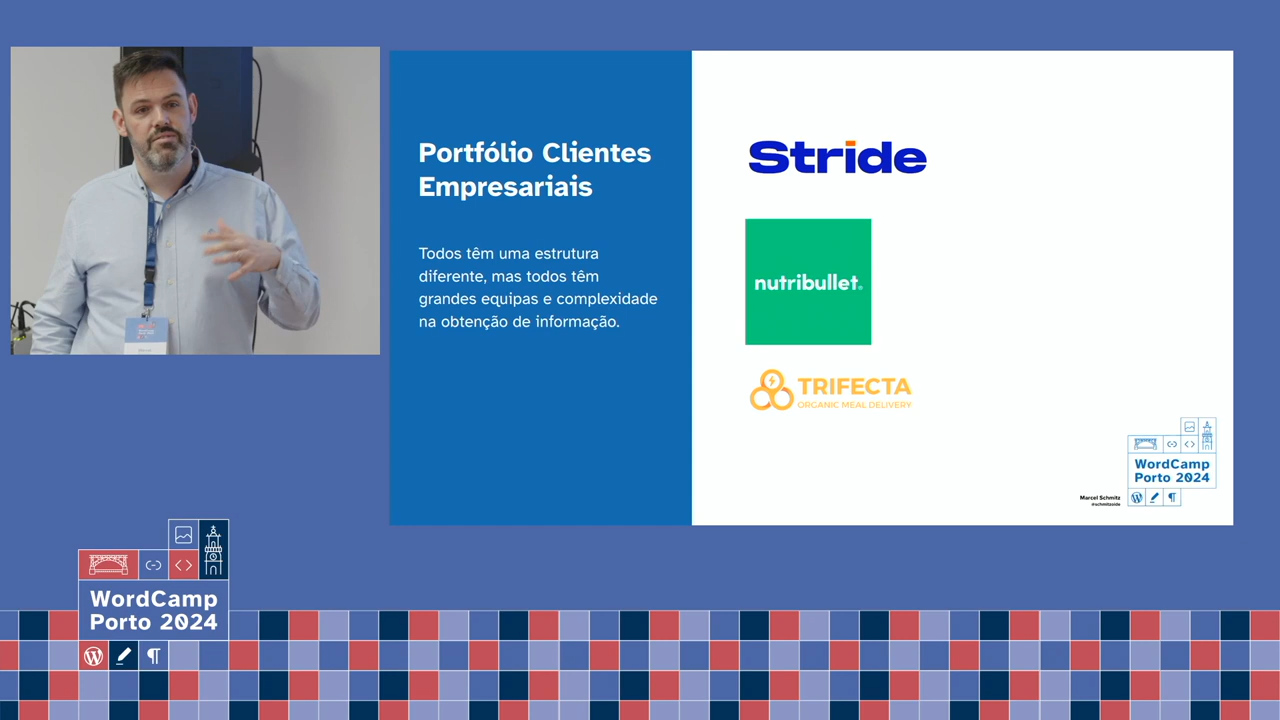 Portfólio Clientes
Empresariais
Todos têm uma estrutura
diferente, mas todos têm
grandes equipas e complexidade
na obtenção de informação.
Stride
nutribullet®
TRIFECTA
ORGANIC MEAL DELIVERY
Marcel Schmitz
@schmitzoide
WordCamp
Porto 2024
WordCamp
Porto 2024